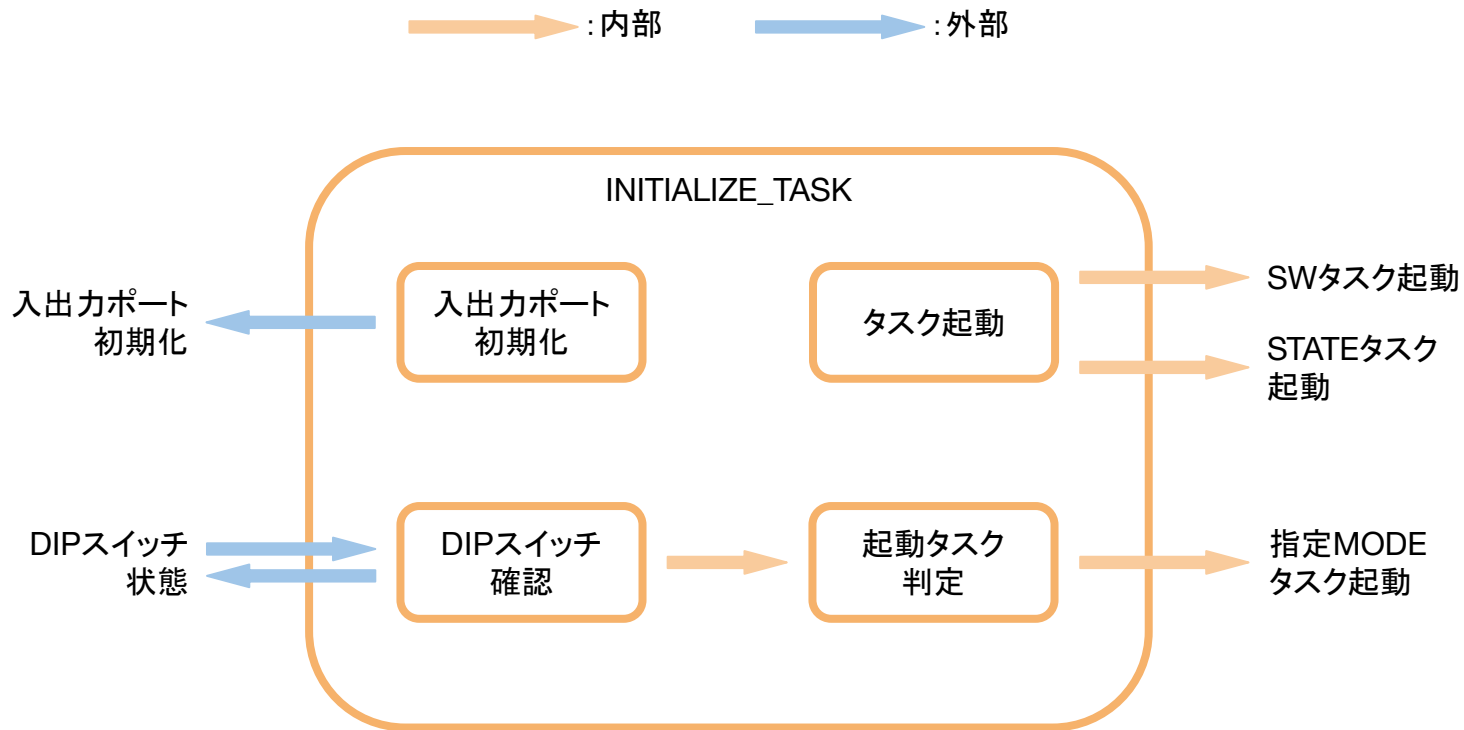 :内部
:外部
INITIALIZE_TASK
入出力ポート
初期化
入出力ポート
初期化
タスク起動
SWタスク起動
STATEタスク
起動
DIPスイッチ
状態
DIPスイッチ
確認
起動タスク
判定
指定MODE
タスク起動